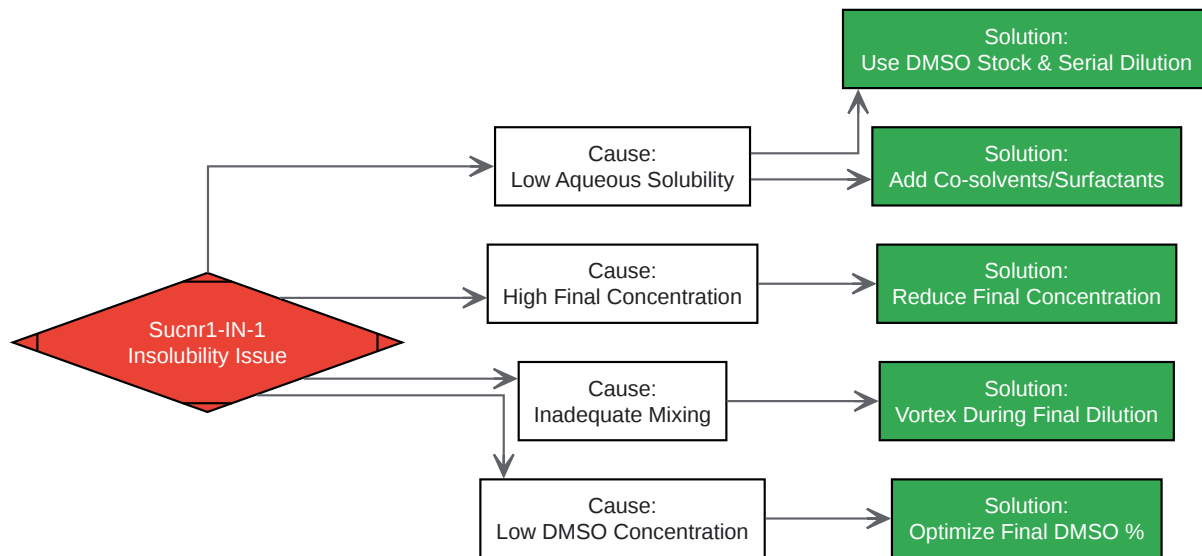 Solution:
Use DMSO Stock & Serial Dilution
Cause:
Low Aqueous Solubility
Solution:
Add Co-solvents/Surfactants
Cause:
High Final Concentration
Solution:
Reduce Final Concentration
Sucnr1-IN-1
Insolubility Issue
Cause:
Inadequate Mixing
Solution:
Vortex During Final Dilution
Cause:
Low DMSO Concentration
Solution:
Optimize Final DMSO %